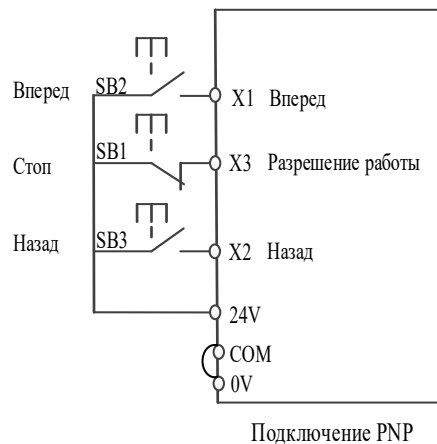 Вперед SB2 X1 Вперед
Стоп SB1 X3 Разрешение работы
Назад SB3 X2 Назад
24V
COM
0V
Подключение PNP